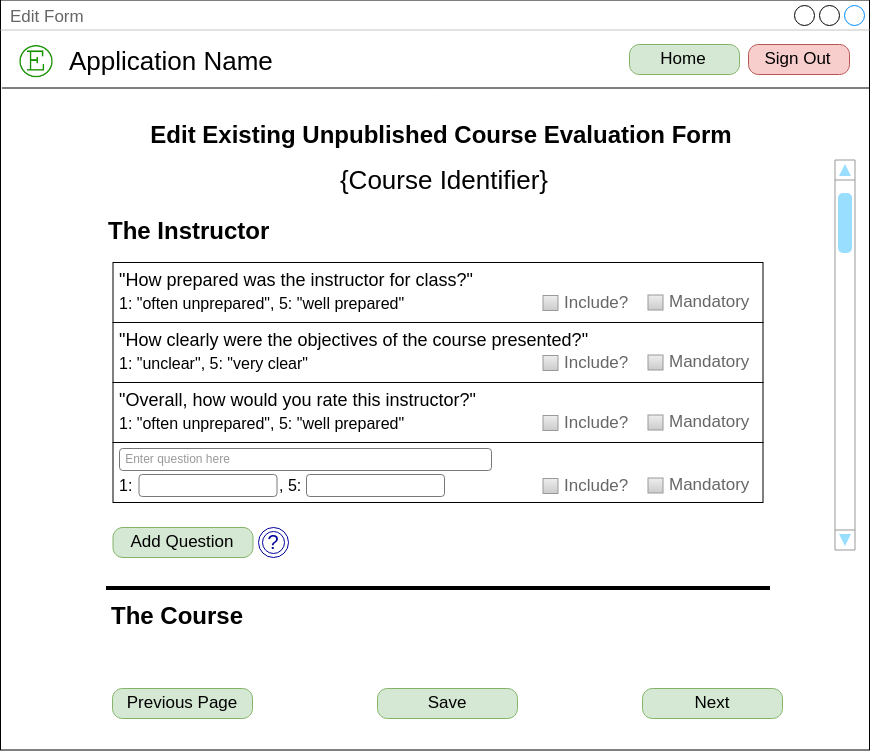 Edit Form
E Application Name Home Sign Out
Edit Existing Unpublished Course Evaluation Form
{Course Identifier}
The Instructor
"How prepared was the instructor for class?"
1: "often unprepared", 5: "well prepared" Include? Mandatory
"How clearly were the objectives of the course presented?"
1: "unclear", 5: "very clear" Include? Mandatory
"Overall, how would you rate this instructor?"
1: "often unprepared", 5: "well prepared" Include? Mandatory
Enter question here
1: , 5: Include? Mandatory
Add Question ?
The Course
Previous Page Save Next